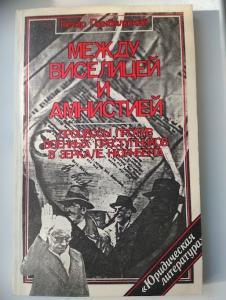 МЕЖДУ
ВИСЕЛИЦЕЙ
И
АМНИСТИЕЙ
ПРОЦЕССЫ ПРОТИВ
ВОЕННЫХ ПРЕСТУПНИКОВ
В ЗЕРКАЛЕ НЮРНБЕРГА
«Юридическая
литература»